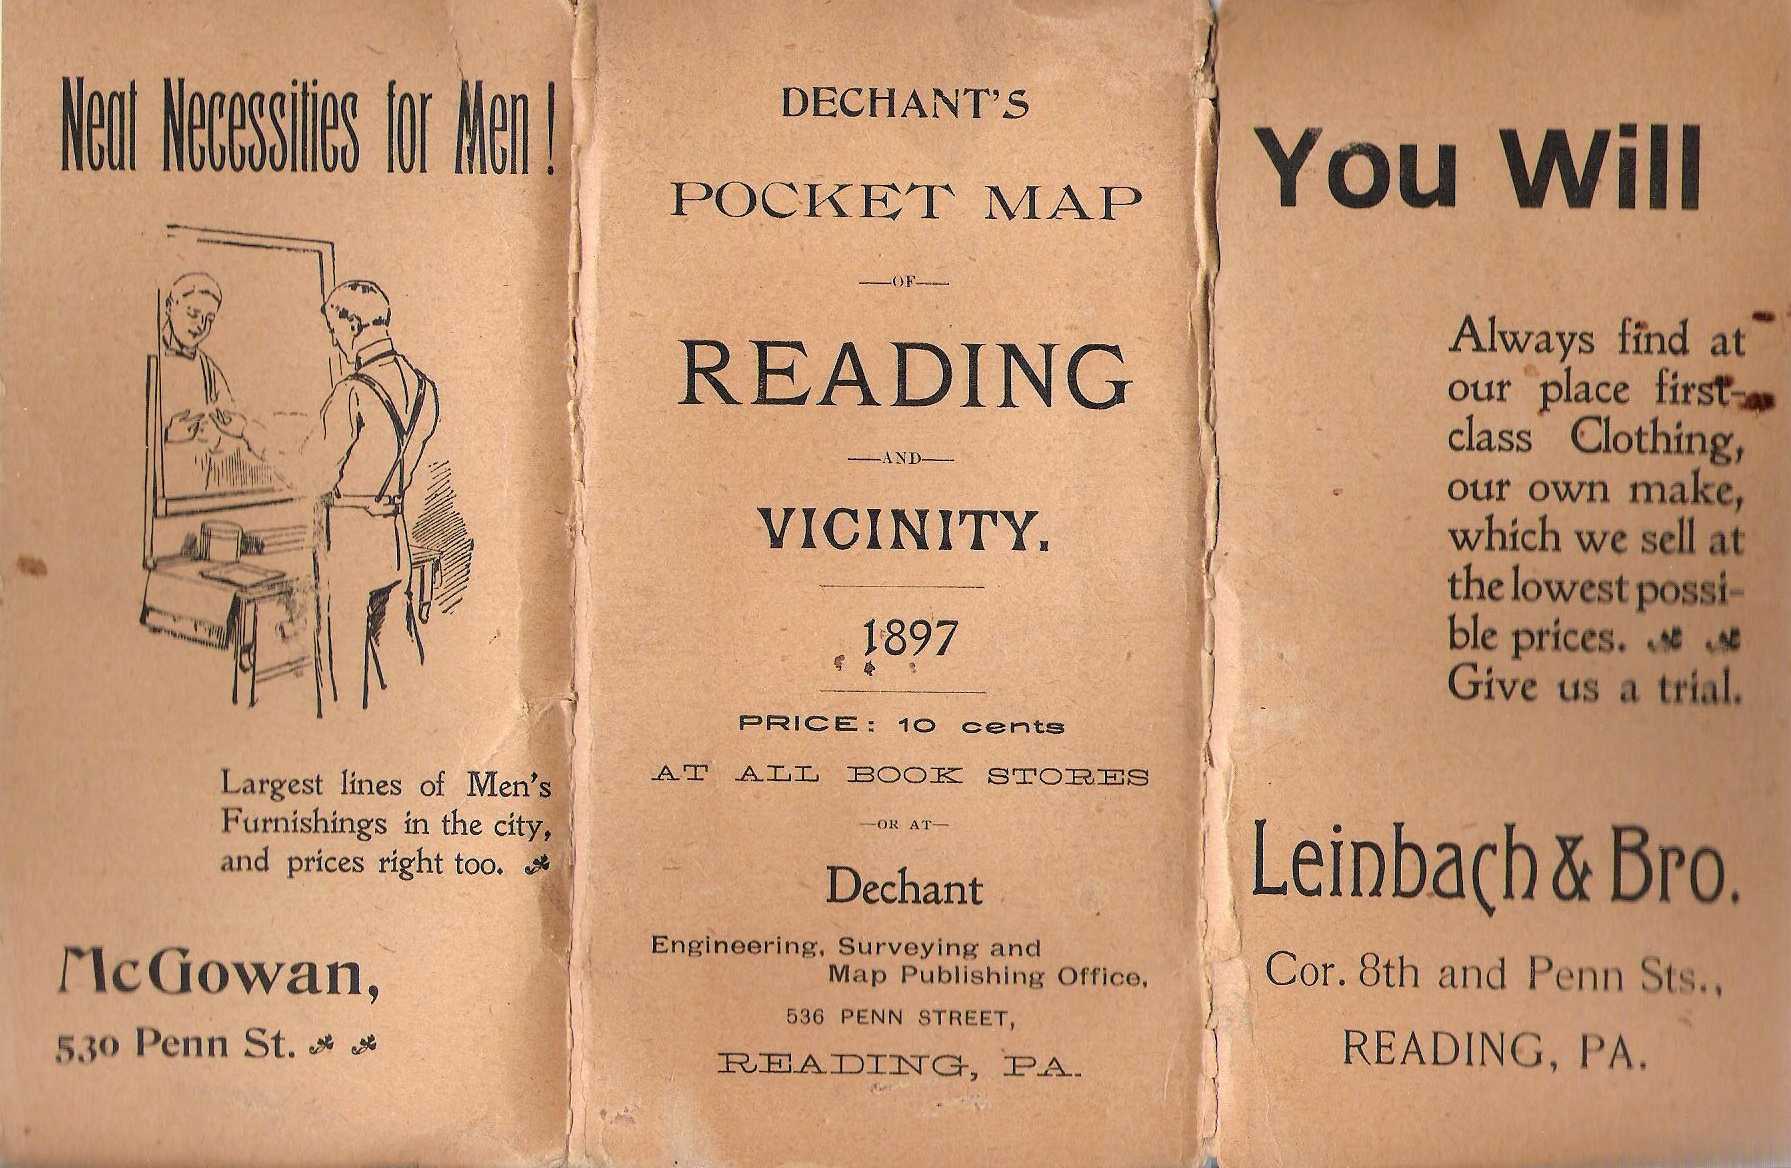 Neat Necessities for Men!
Largest lines of Men's
Furnishings in the city,
and prices right too.
McGowan,
530 Penn St.
DECHANT'S
POCKET MAP
—OF—
READING
—AND—
VICINITY.
1897
PRICE: 10 cents
AT ALL BOOK STORES
—OR AT—
Dechant
Engineering, Surveying and
Map Publishing Office,
536 PENN STREET,
READING, PA.
You Will
Always find at
our place first-
class Clothing,
our own make,
which we sell at
the lowest possi-
ble prices.
Give us a trial.
Leinbach & Bro.
Cor. 8th and Penn Sts.,
READING, PA.